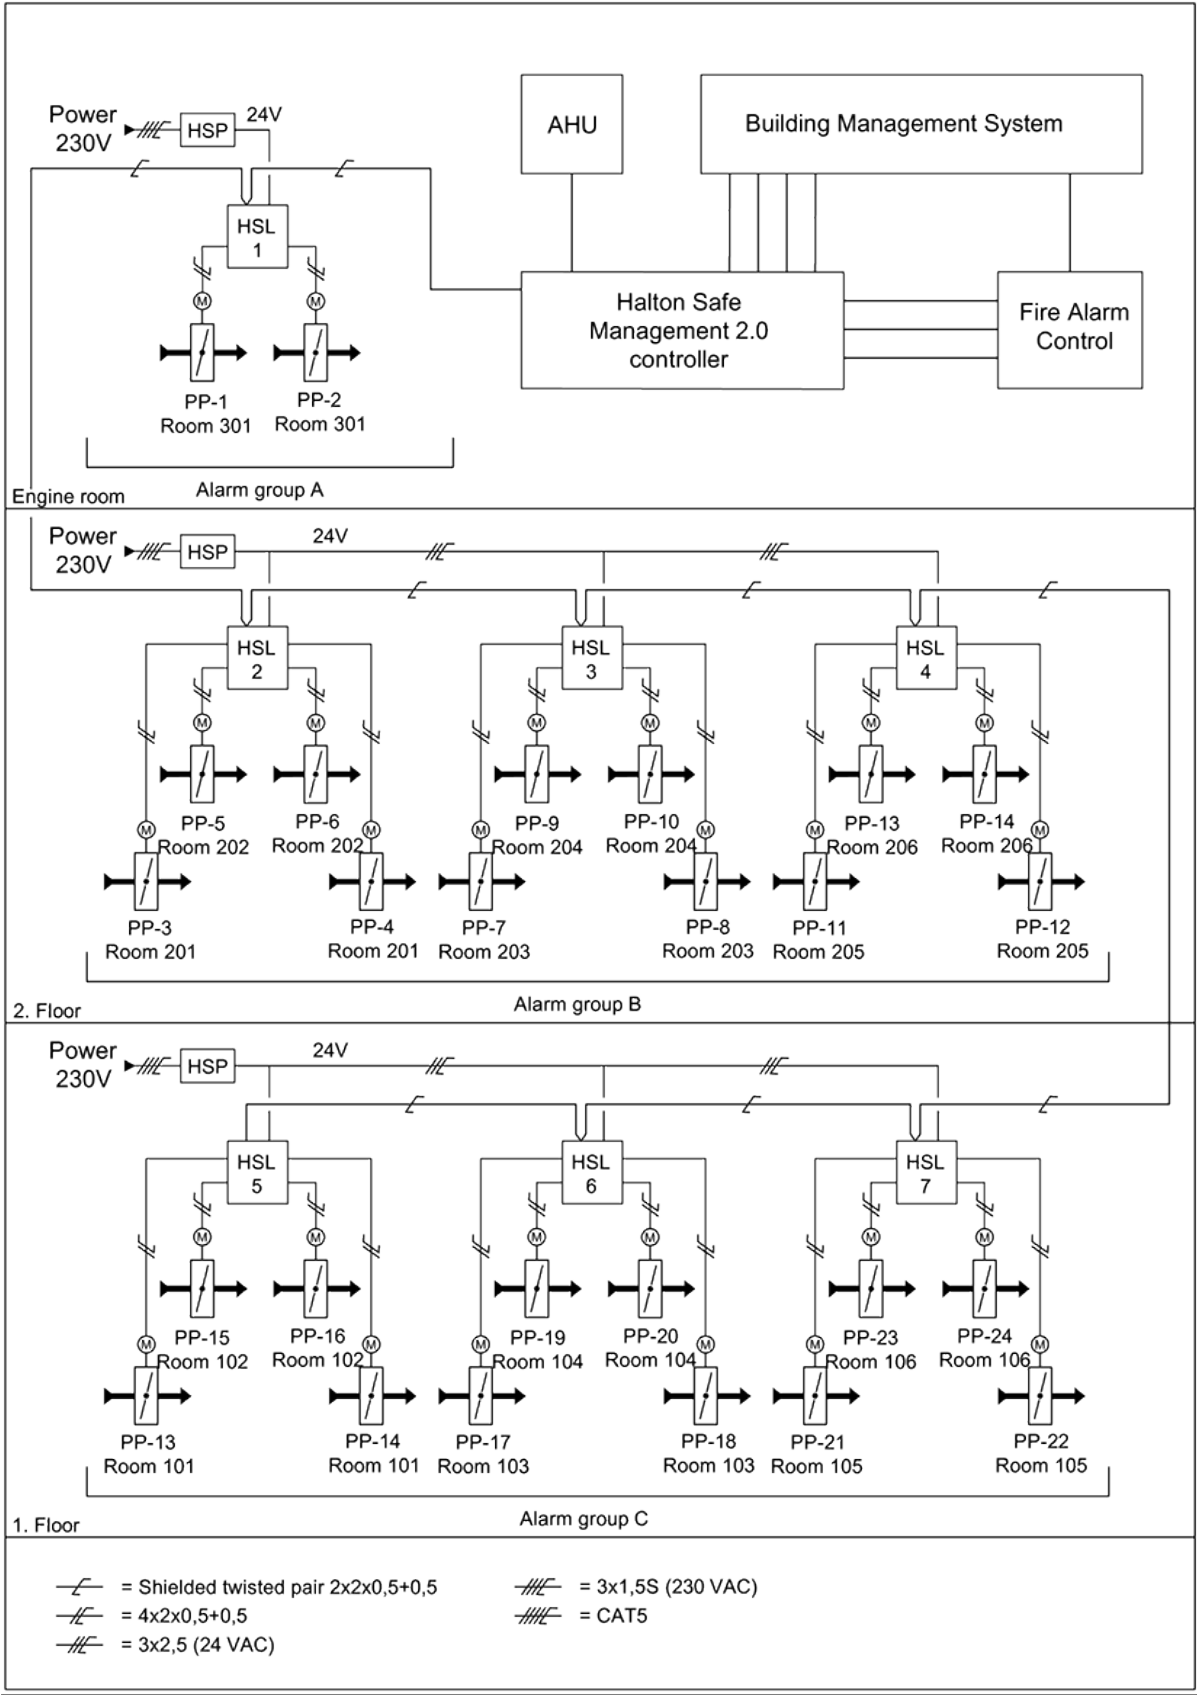 Power
230V
HSP
24V
AHU
Building Management System
HSL
1
M
M
Halton Safe
Management 2.0
controller
Fire Alarm
Control
PP-1
Room 301
PP-2
Room 301
Alarm group A
Engine room
Power
230V
HSP
24V
HSL
2
HSL
3
HSL
4
M
M
M
M
M
M
PP-5
Room 202
PP-6
Room 202
PP-9
Room 204
PP-10
Room 204
PP-13
Room 206
PP-14
Room 206
M
M
M
M
M
M
PP-3
Room 201
PP-4
Room 201
PP-7
Room 203
PP-8
Room 203
PP-11
Room 205
PP-12
Room 205
Alarm group B
2. Floor
Power
230V
HSP
24V
HSL
5
HSL
6
HSL
7
M
M
M
M
M
M
PP-15
Room 102
PP-16
Room 102
PP-19
Room 104
PP-20
Room 104
PP-23
Room 106
PP-24
Room 106
M
M
M
M
M
M
PP-13
Room 101
PP-14
Room 101
PP-17
Room 103
PP-18
Room 103
PP-21
Room 105
PP-22
Room 105
Alarm group C
1. Floor
= Shielded twisted pair 2x2x0,5+0,5
= 4x2x0,5+0,5
= 3x2,5 (24 VAC)
= 3x1,5S (230 VAC)
= CAT5